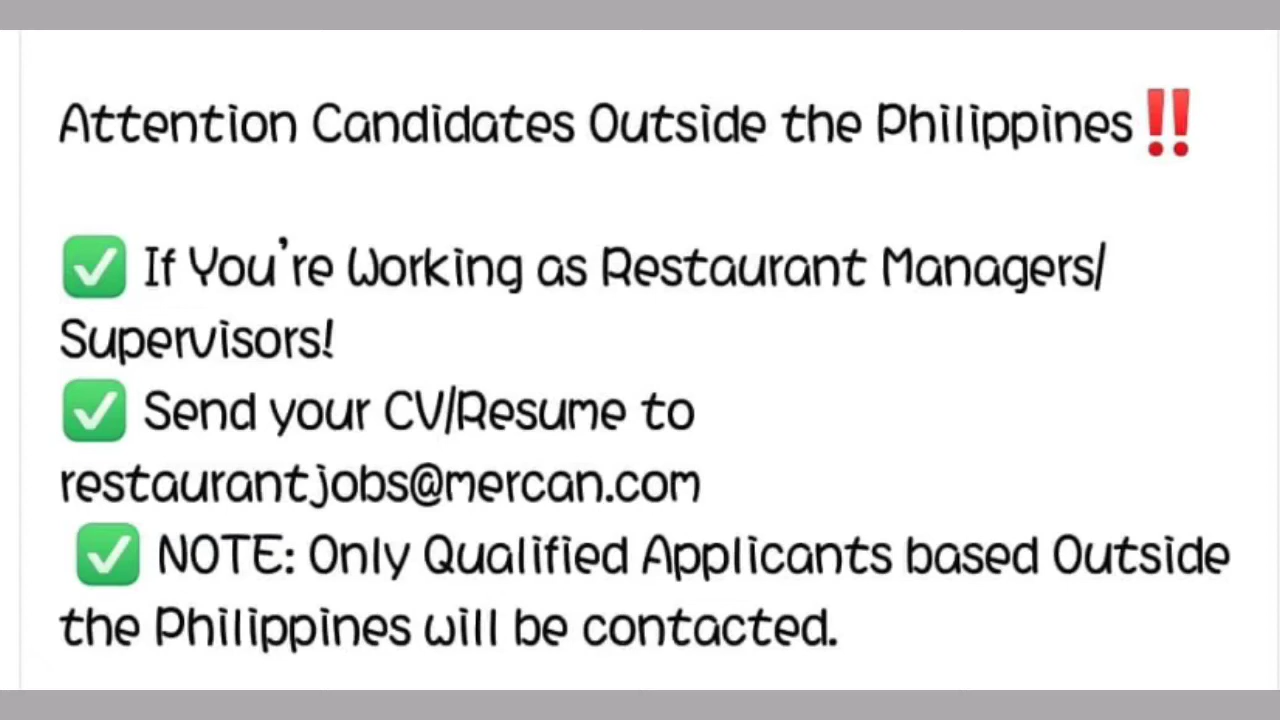 Attention Candidates Outside the Philippines‼️
✅ If You're Working as Restaurant Managers/
Supervisors!
✅ Send your CV/Resume to
restaurantjobs@mercan.com
✅ NOTE: Only Qualified Applicants based Outside
the Philippines will be contacted.